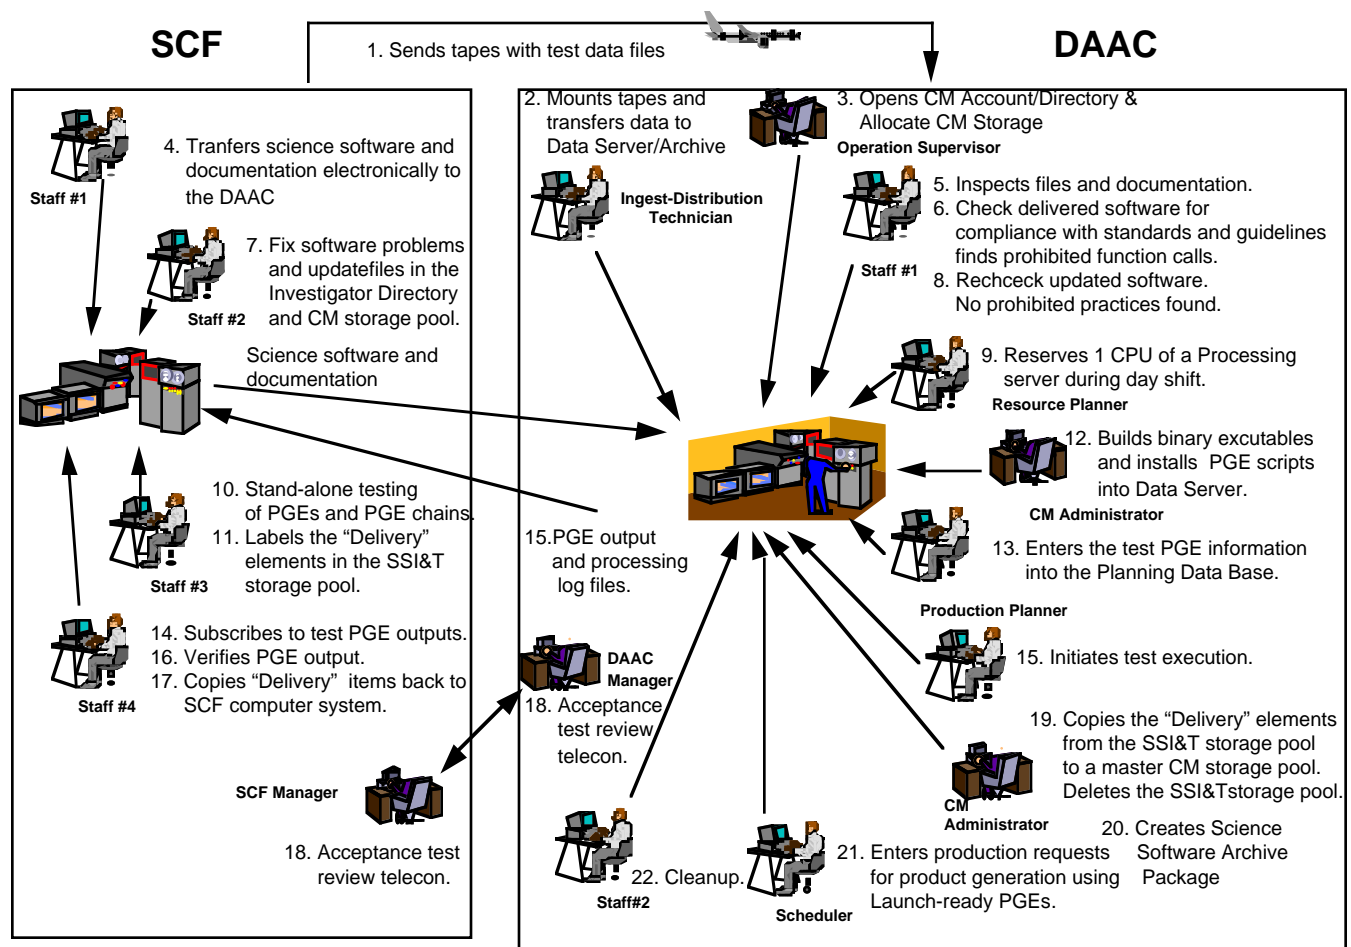 SCF
1. Sends tapes with test data files
DAAC
4. Tranfers science software and
documentation electronically to
the DAAC
Staff #1
7. Fix software problems
and updatefiles in the
Investigator Directory
and CM storage pool.
Staff #2
Science software and
documentation
10. Stand-alone testing
of PGEs and PGE chains.
11. Labels the “Delivery”
elements in the SSI&T
storage pool.
Staff #3
14. Subscribes to test PGE outputs.
16. Verifies PGE output.
17. Copies “Delivery” items back to
SCF computer system.
Staff #4
SCF Manager
18. Acceptance test
review telecon.
2. Mounts tapes and
transfers data to
Data Server/Archive
Ingest-Distribution
Technician
3. Opens CM Account/Directory &
Allocate CM Storage
Operation Supervisor
5. Inspects files and documentation.
6. Check delivered software for
compliance with standards and guidelines
finds prohibited function calls.
Staff #1
8. Rechceck updated software.
No prohibited practices found.
9. Reserves 1 CPU of a Processing
server during day shift.
Resource Planner
12. Builds binary excutables
and installs PGE scripts
into Data Server.
CM Administrator
13. Enters the test PGE information
into the Planning Data Base.
Production Planner
15.PGE output
and processing
log files.
15. Initiates test execution.
DAAC
Manager
18. Acceptance
test review
telecon.
19. Copies the “Delivery” elements
from the SSI&T storage pool
to a master CM storage pool.
Deletes the SSI&Tstorage pool.
CM
Administrator
20. Creates Science
Software Archive
Package
21. Enters production requests
for product generation using
Launch-ready PGEs.
Scheduler
22. Cleanup.
Staff#2